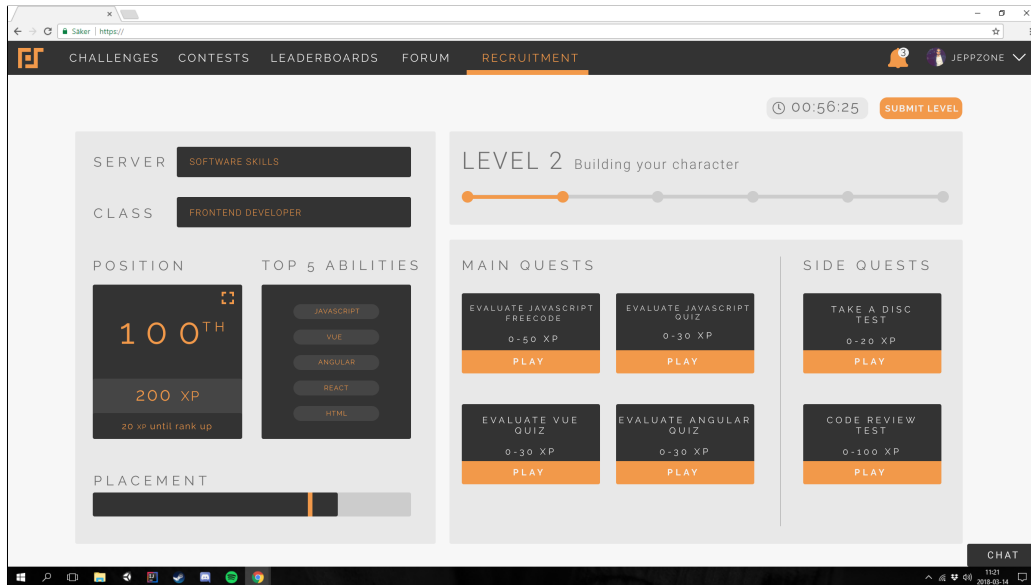 Säker | https://
CHALLENGES CONTESTS LEADERBOARDS FORUM RECRUITMENT 3 JEPPZONE
00:56:25 SUBMIT LEVEL
SERVER SOFTWARE SKILLS
CLASS FRONTEND DEVELOPER
POSITION
100TH
200 XP
20 XP until rank up
TOP 5 ABILITIES
JAVASCRIPT
VUE
ANGULAR
REACT
HTML
PLACEMENT
LEVEL 2 Building your character
MAIN QUESTS
EVALUATE JAVASCRIPT
FREECODE
0-50 XP
PLAY
EVALUATE JAVASCRIPT
QUIZ
0-30 XP
PLAY
EVALUATE VUE
QUIZ
0-30 XP
PLAY
EVALUATE ANGULAR
QUIZ
0-30 XP
PLAY
SIDE QUESTS
TAKE A DISC
TEST
0-20 XP
PLAY
CODE REVIEW
TEST
0-100 XP
PLAY
CHAT
11:21
2018-03-14